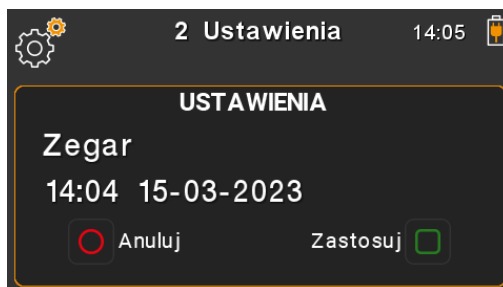 2 Ustawienia 14:05
USTAWIENIA
Zegar
14:04 15-03-2023
Anuluj Zastosuj